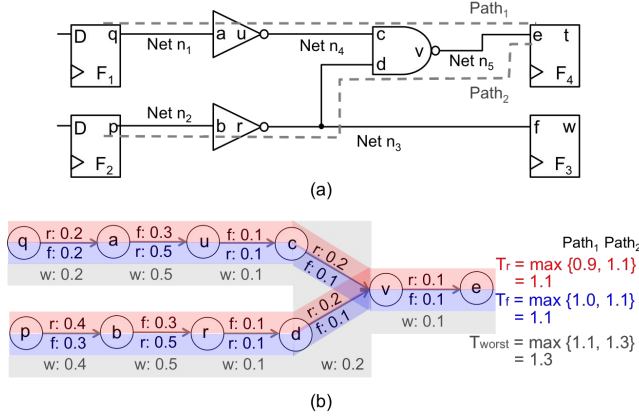 Path1
D q a u c e t
Net n1 Net n4 v
F1 d Net n5 F4
Path2
Net n2
D p b r f w
Net n3
F2 F3
(a)
r: 0.2 f: 0.3 f: 0.1
q a u c
f: 0.2 r: 0.5 r: 0.1
w: 0.2 w: 0.5 w: 0.1
r: 0.2
f: 0.1
r: 0.1
v e
f: 0.1
w: 0.1
r: 0.2
f: 0.1
r: 0.4 f: 0.3 f: 0.1
p b r d
f: 0.3 r: 0.5 r: 0.1
w: 0.4 w: 0.5 w: 0.1 w: 0.2
Path1 Path2
Tr = max {0.9, 1.1}
= 1.1
Tf = max {1.0, 1.1}
= 1.1
Tworst = max {1.1, 1.3}
= 1.3
(b)